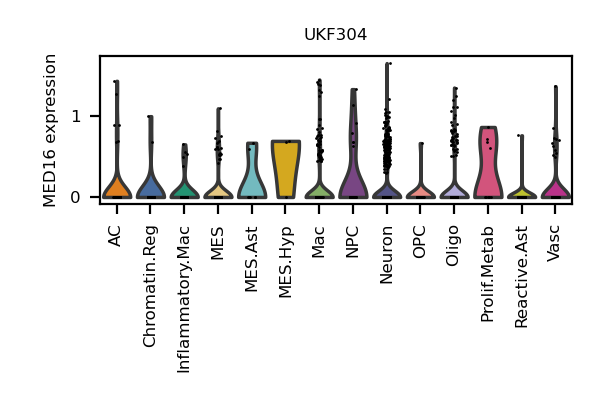 UKF304
MED16 expression
1
0
AC
Chromatin.Reg
Inflammatory.Mac
MES
MES.Ast
MES.Hyp
Mac
NPC
Neuron
OPC
Oligo
Prolif.Metab
Reactive.Ast
Vasc